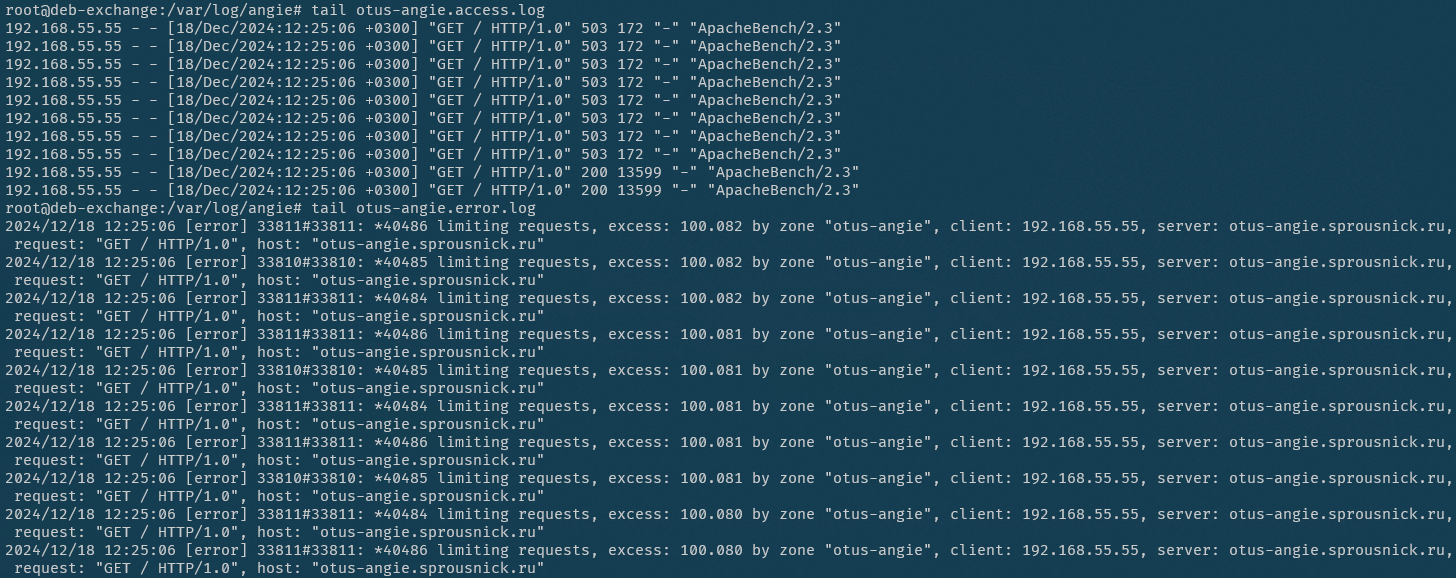 root@deb-exchange:/var/log/angie# tail otus-angie.access.log
192.168.55.55 - - [18/Dec/2024:12:25:06 +0300] "GET / HTTP/1.0" 503 172 "-" "ApacheBench/2.3"
192.168.55.55 - - [18/Dec/2024:12:25:06 +0300] "GET / HTTP/1.0" 503 172 "-" "ApacheBench/2.3"
192.168.55.55 - - [18/Dec/2024:12:25:06 +0300] "GET / HTTP/1.0" 503 172 "-" "ApacheBench/2.3"
192.168.55.55 - - [18/Dec/2024:12:25:06 +0300] "GET / HTTP/1.0" 503 172 "-" "ApacheBench/2.3"
192.168.55.55 - - [18/Dec/2024:12:25:06 +0300] "GET / HTTP/1.0" 503 172 "-" "ApacheBench/2.3"
192.168.55.55 - - [18/Dec/2024:12:25:06 +0300] "GET / HTTP/1.0" 503 172 "-" "ApacheBench/2.3"
192.168.55.55 - - [18/Dec/2024:12:25:06 +0300] "GET / HTTP/1.0" 503 172 "-" "ApacheBench/2.3"
192.168.55.55 - - [18/Dec/2024:12:25:06 +0300] "GET / HTTP/1.0" 503 172 "-" "ApacheBench/2.3"
192.168.55.55 - - [18/Dec/2024:12:25:06 +0300] "GET / HTTP/1.0" 200 13599 "-" "ApacheBench/2.3"
192.168.55.55 - - [18/Dec/2024:12:25:06 +0300] "GET / HTTP/1.0" 200 13599 "-" "ApacheBench/2.3"
root@deb-exchange:/var/log/angie# tail otus-angie.error.log
2024/12/18 12:25:06 [error] 33811#33811: *40486 limiting requests, excess: 100.082 by zone "otus-angie", client: 192.168.55.55, server: otus-angie.sprousnick.ru,
 request: "GET / HTTP/1.0", host: "otus-angie.sprousnick.ru"
2024/12/18 12:25:06 [error] 33810#33810: *40485 limiting requests, excess: 100.082 by zone "otus-angie", client: 192.168.55.55, server: otus-angie.sprousnick.ru,
 request: "GET / HTTP/1.0", host: "otus-angie.sprousnick.ru"
2024/12/18 12:25:06 [error] 33811#33811: *40484 limiting requests, excess: 100.082 by zone "otus-angie", client: 192.168.55.55, server: otus-angie.sprousnick.ru,
 request: "GET / HTTP/1.0", host: "otus-angie.sprousnick.ru"
2024/12/18 12:25:06 [error] 33811#33811: *40486 limiting requests, excess: 100.081 by zone "otus-angie", client: 192.168.55.55, server: otus-angie.sprousnick.ru,
 request: "GET / HTTP/1.0", host: "otus-angie.sprousnick.ru"
2024/12/18 12:25:06 [error] 33810#33810: *40485 limiting requests, excess: 100.081 by zone "otus-angie", client: 192.168.55.55, server: otus-angie.sprousnick.ru,
 request: "GET / HTTP/1.0", host: "otus-angie.sprousnick.ru"
2024/12/18 12:25:06 [error] 33811#33811: *40484 limiting requests, excess: 100.081 by zone "otus-angie", client: 192.168.55.55, server: otus-angie.sprousnick.ru,
 request: "GET / HTTP/1.0", host: "otus-angie.sprousnick.ru"
2024/12/18 12:25:06 [error] 33811#33811: *40486 limiting requests, excess: 100.081 by zone "otus-angie", client: 192.168.55.55, server: otus-angie.sprousnick.ru,
 request: "GET / HTTP/1.0", host: "otus-angie.sprousnick.ru"
2024/12/18 12:25:06 [error] 33810#33810: *40485 limiting requests, excess: 100.081 by zone "otus-angie", client: 192.168.55.55, server: otus-angie.sprousnick.ru,
 request: "GET / HTTP/1.0", host: "otus-angie.sprousnick.ru"
2024/12/18 12:25:06 [error] 33811#33811: *40484 limiting requests, excess: 100.080 by zone "otus-angie", client: 192.168.55.55, server: otus-angie.sprousnick.ru,
 request: "GET / HTTP/1.0", host: "otus-angie.sprousnick.ru"
2024/12/18 12:25:06 [error] 33811#33811: *40486 limiting requests, excess: 100.080 by zone "otus-angie", client: 192.168.55.55, server: otus-angie.sprousnick.ru,
 request: "GET / HTTP/1.0", host: "otus-angie.sprousnick.ru"